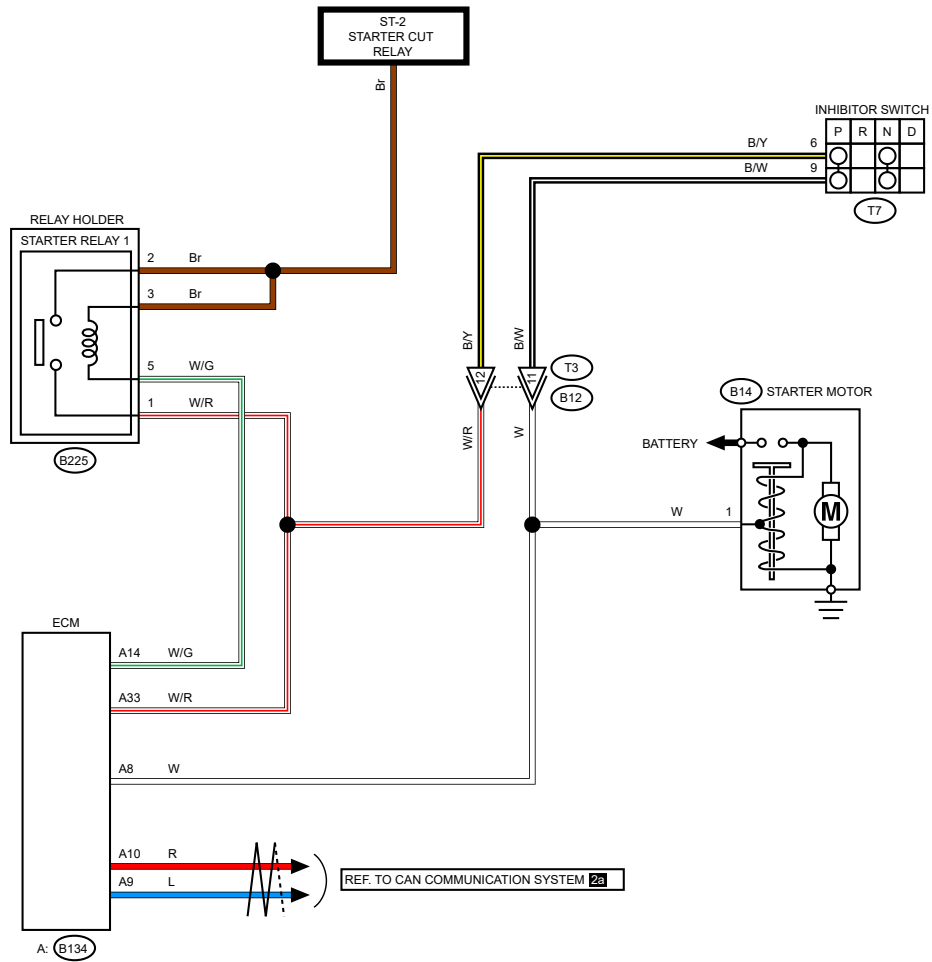 ST-2
STARTER CUT
RELAY
Br
INHIBITOR SWITCH
P R N D
B/Y 6
B/W 9
T7
RELAY HOLDER
STARTER RELAY 1
2 Br
3 Br
5 W/G
1 W/R
B225
B/Y
B/W
12
11
T3
B12
W/R
W
B14 STARTER MOTOR
BATTERY
M
W 1
ECM
A14 W/G
A33 W/R
A8 W
A10 R
A9 L
REF. TO CAN COMMUNICATION SYSTEM 2a
A: B134